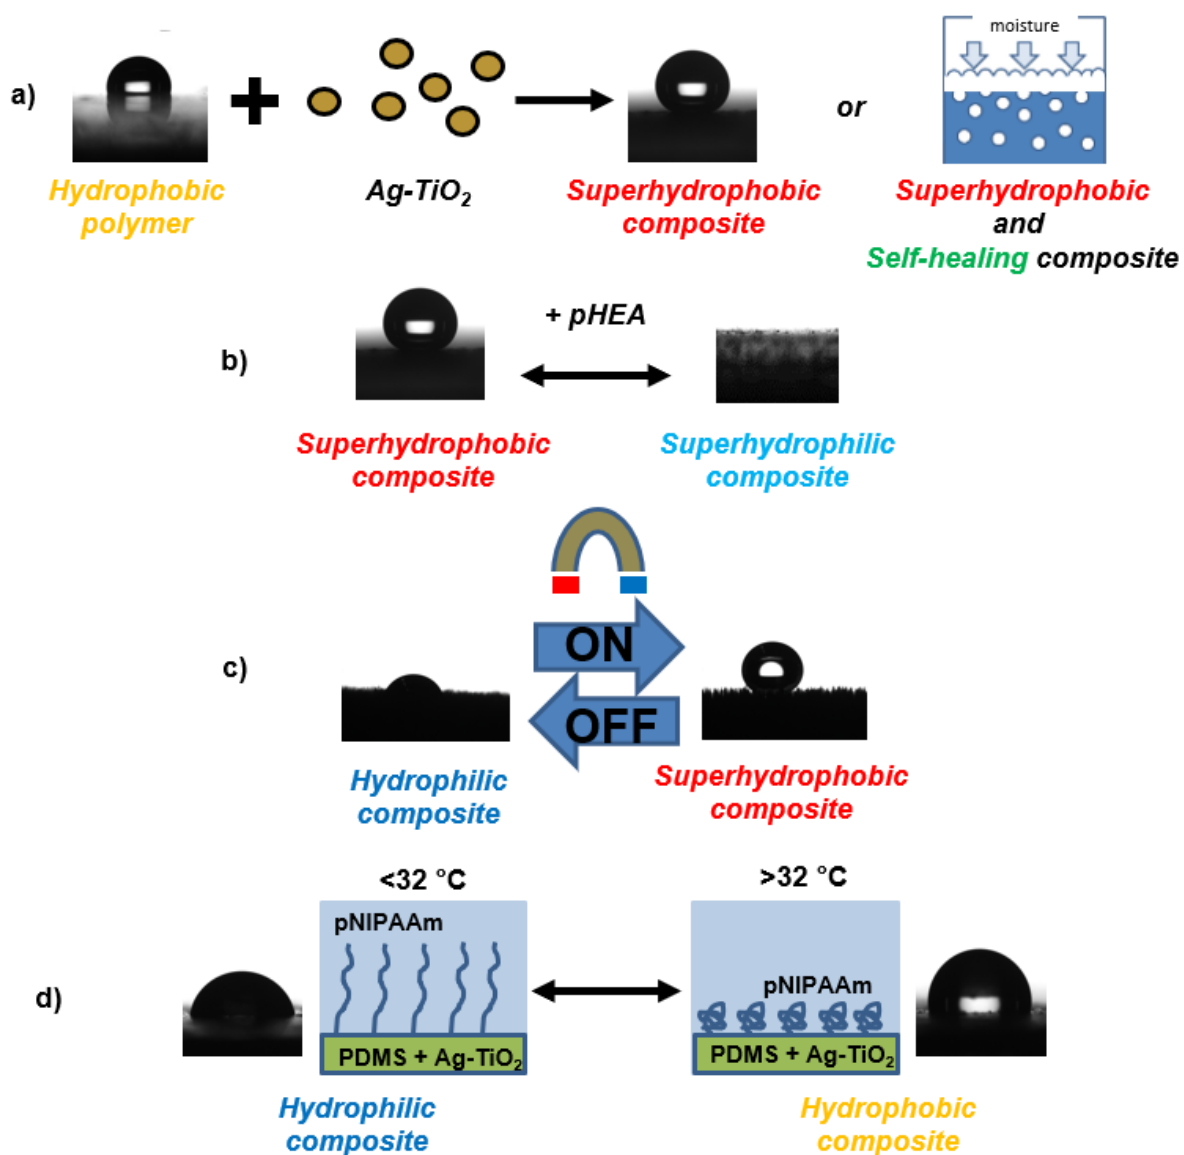 moisture
a)
or
Hydrophobic
polymer
Ag-TiO₂
Superhydrophobic
composite
Superhydrophobic
and
Self-healing composite
+ pHEA
b)
Superhydrophobic
composite
Superhydrophilic
composite
ON
c)
OFF
Hydrophilic
composite
Superhydrophobic
composite
<32 °C
>32 °C
pNIPAAm
pNIPAAm
d)
PDMS + Ag-TiO₂
PDMS + Ag-TiO₂
Hydrophilic
composite
Hydrophobic
composite